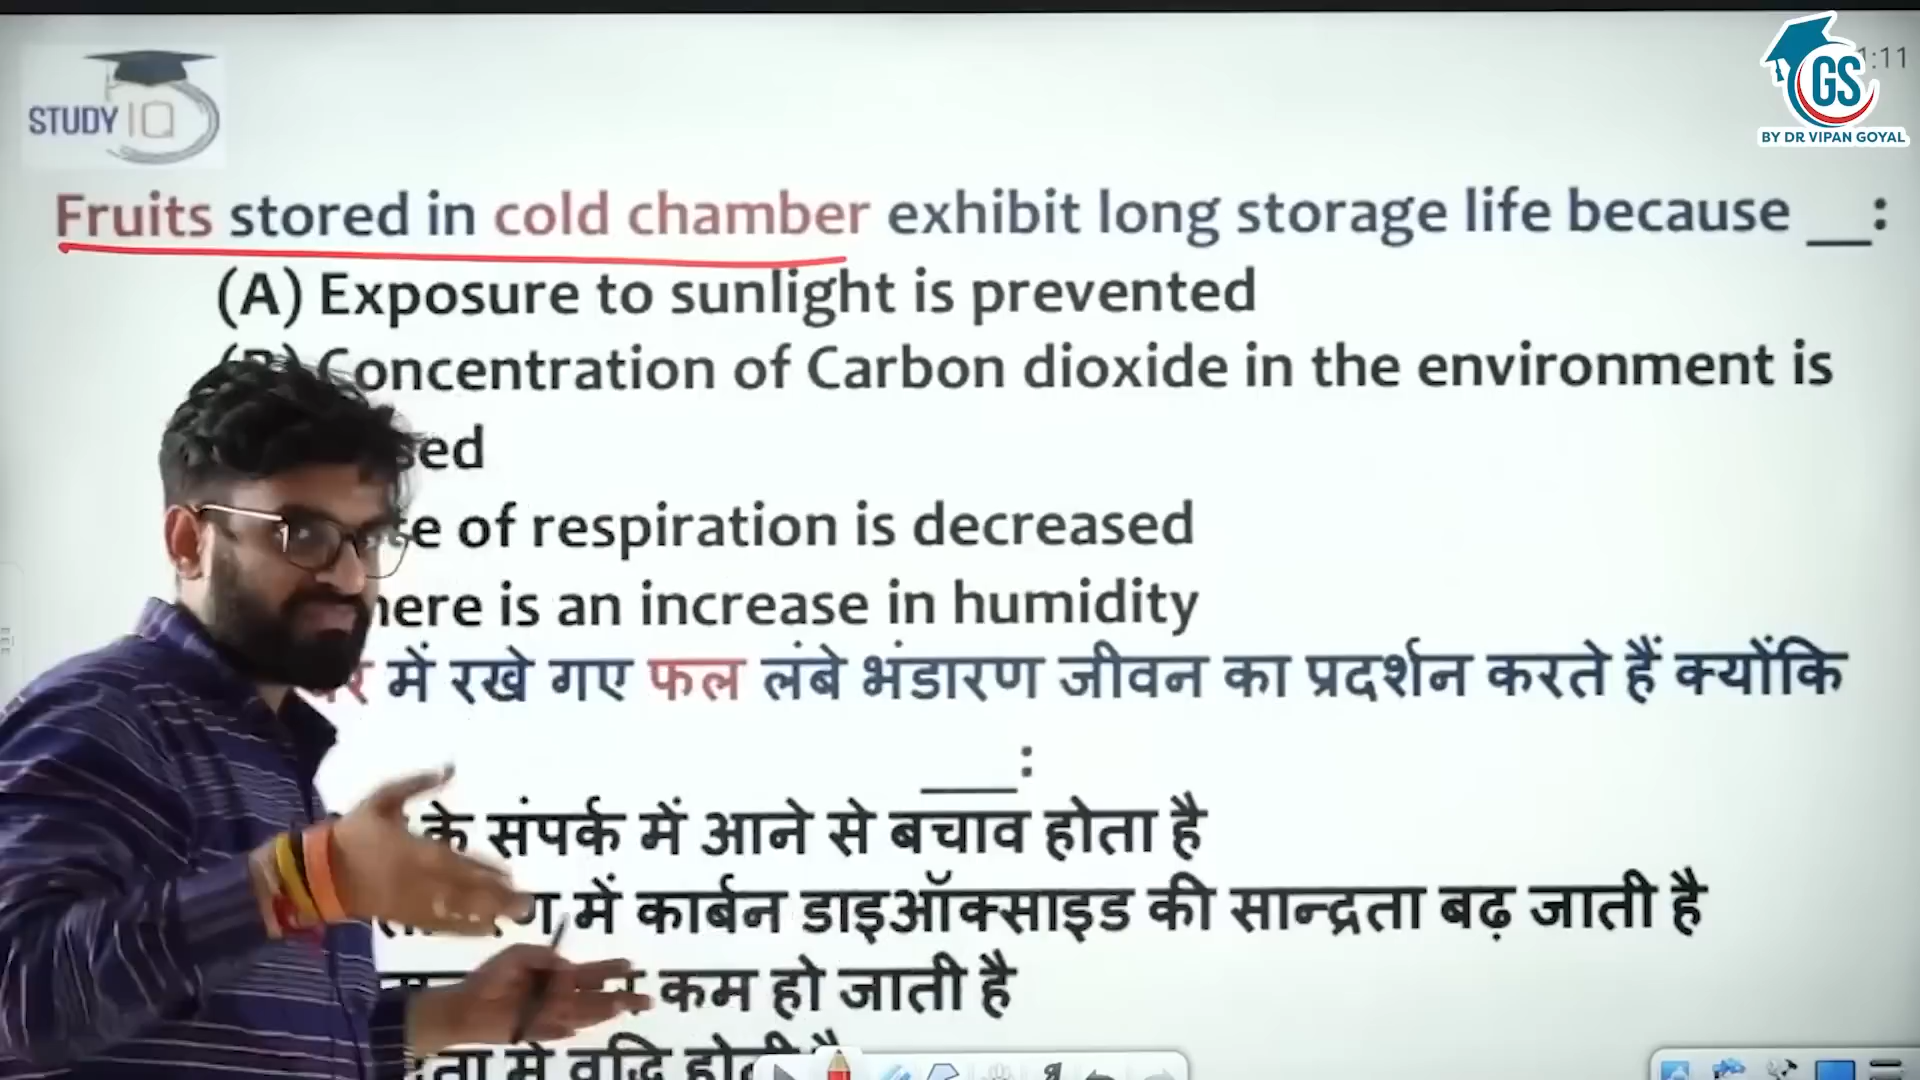 STUDY IQ
1:11
GS
BY DR VIPAN GOYAL
Fruits stored in cold chamber exhibit long storage life because __:
(A) Exposure to sunlight is prevented
(B) Concentration of Carbon dioxide in the environment is
of respiration is decreased
is an increase in humidity
में रखे गए फल लंबे भंडारण जीवन का प्रदर्शन करते हैं क्योंकि
___:
के संपर्क में आने से बचाव होता है
में कार्बन डाइऑक्साइड की सान्द्रता बढ़ जाती है
कम हो जाती है
में वृद्धि